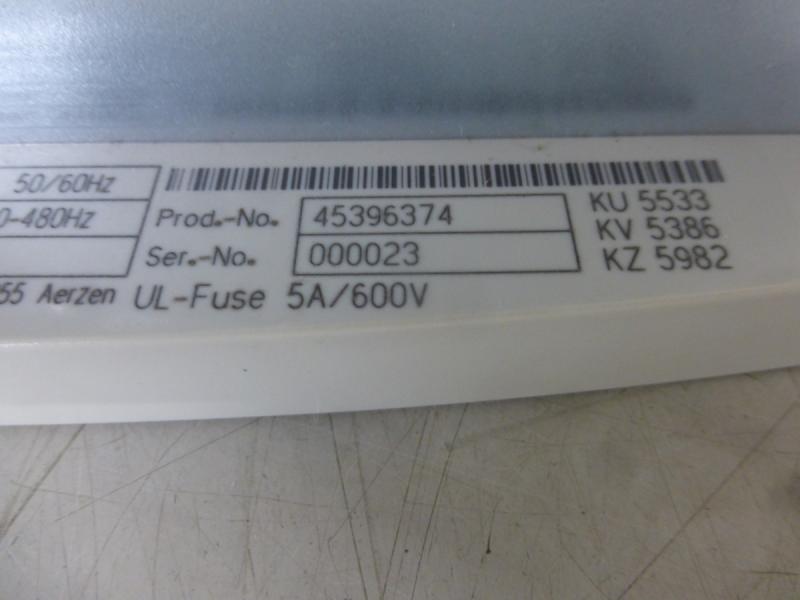 50/60Hz
0-480Hz
Prod.-No. 45396374
Ser.-No. 000023
KU 5533
KV 5386
KZ 5982
55 Aerzen UL-Fuse 5A/600V